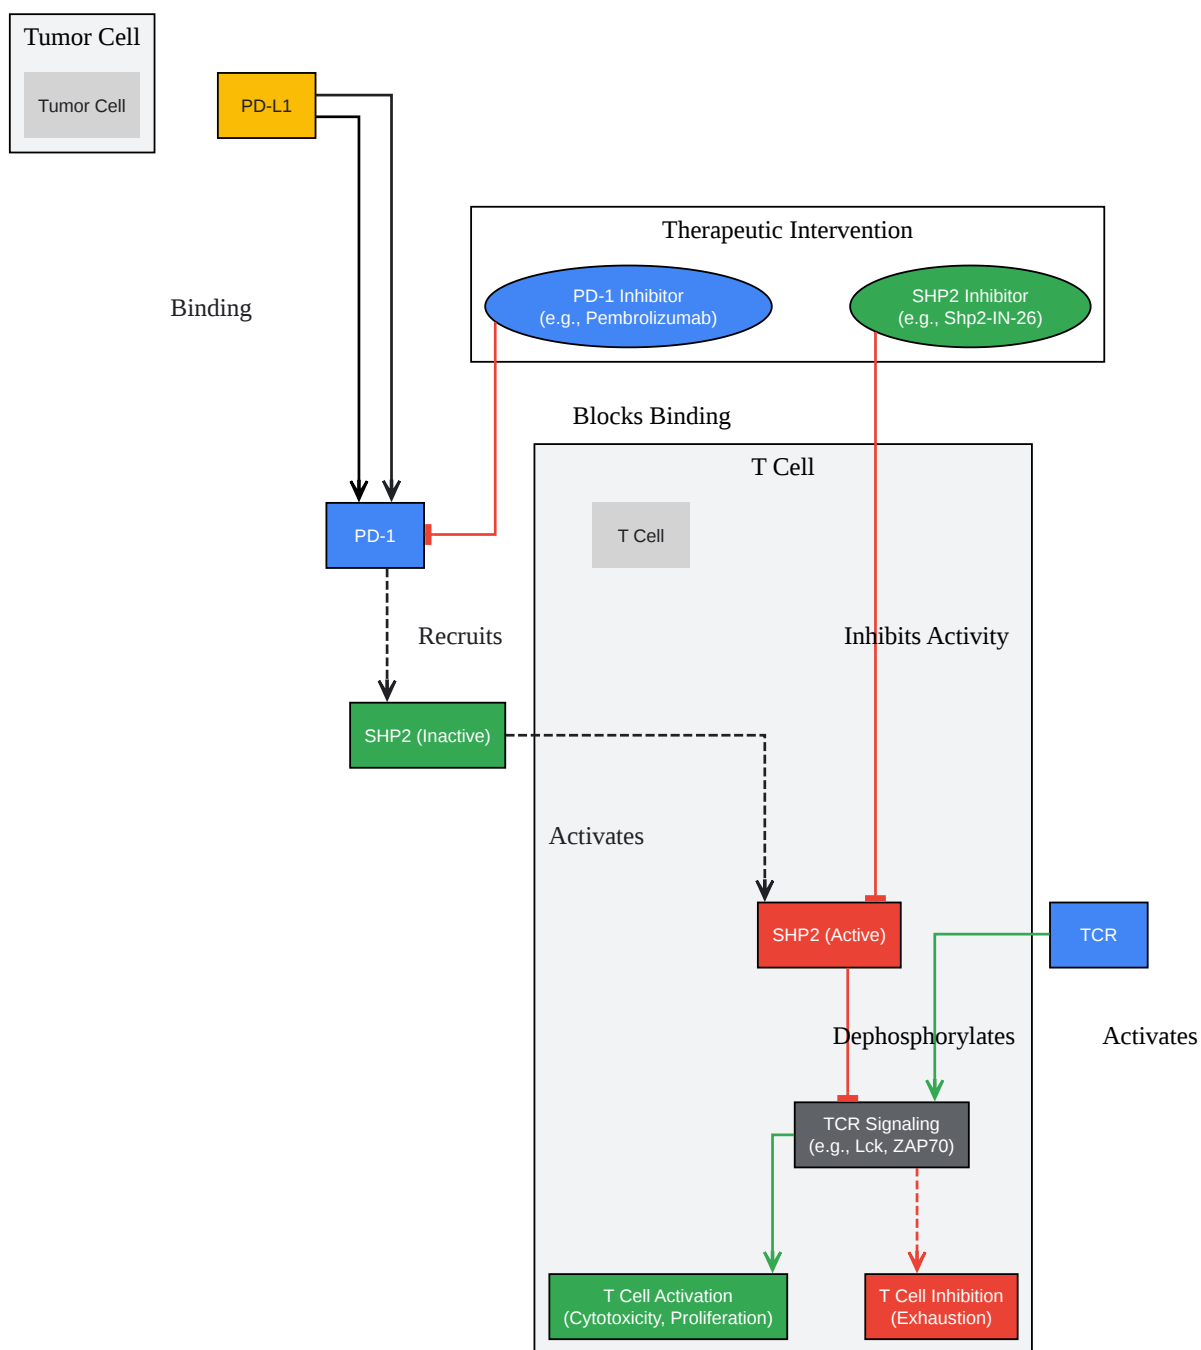 Tumor Cell
Tumor Cell
PD-L1
Therapeutic Intervention
PD-1 Inhibitor
(e.g., Pembrolizumab)
SHP2 Inhibitor
(e.g., Shp2-IN-26)
Binding
Blocks Binding
T Cell
T Cell
PD-1
Recruits
Inhibits Activity
SHP2 (Inactive)
Activates
SHP2 (Active)
TCR
Dephosphorylates
Activates
TCR Signaling
(e.g., Lck, ZAP70)
T Cell Activation
(Cytotoxicity, Proliferation)
T Cell Inhibition
(Exhaustion)